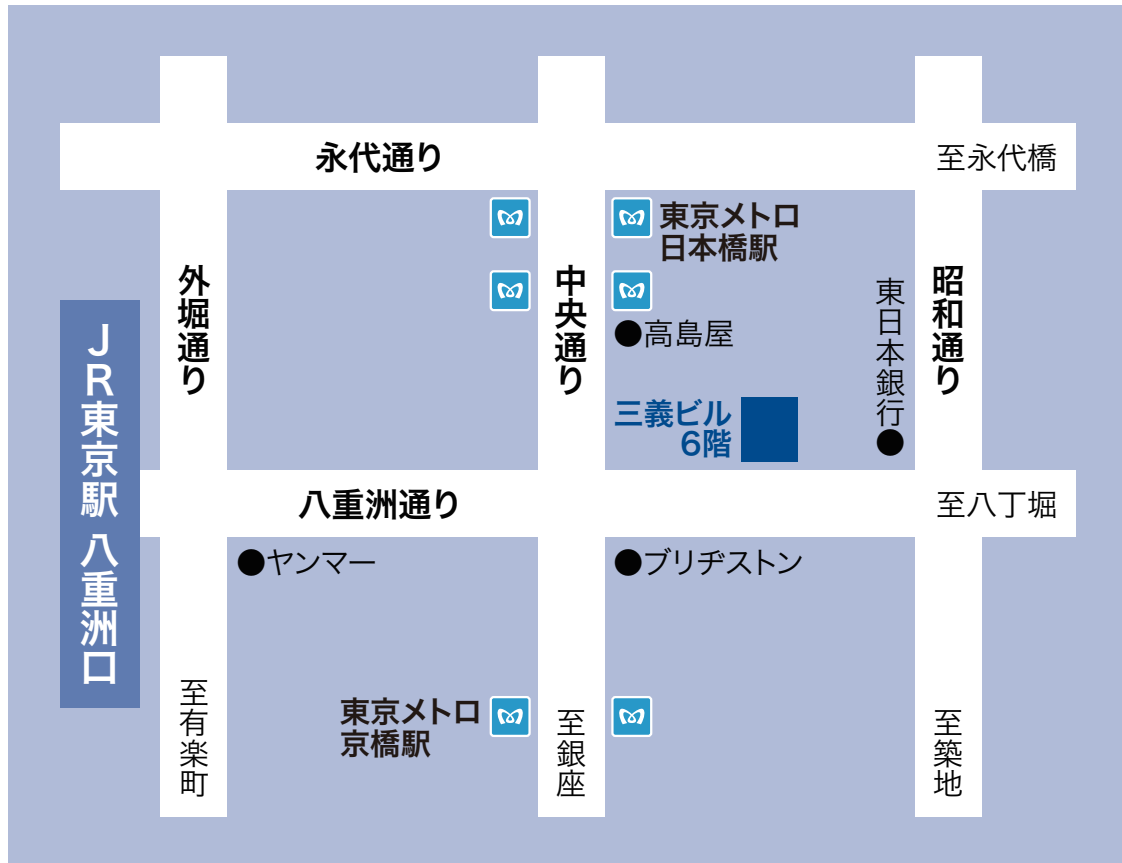 永代通り
至永代橋
東京メトロ
日本橋駅
外堀通り
中央通り
昭和通り
●高島屋
東日本銀行●
JR東京駅 八重洲口
三義ビル
6階
八重洲通り
至八丁堀
●ヤンマー
●ブリヂストン
至有楽町
東京メトロ
京橋駅
至銀座
至築地